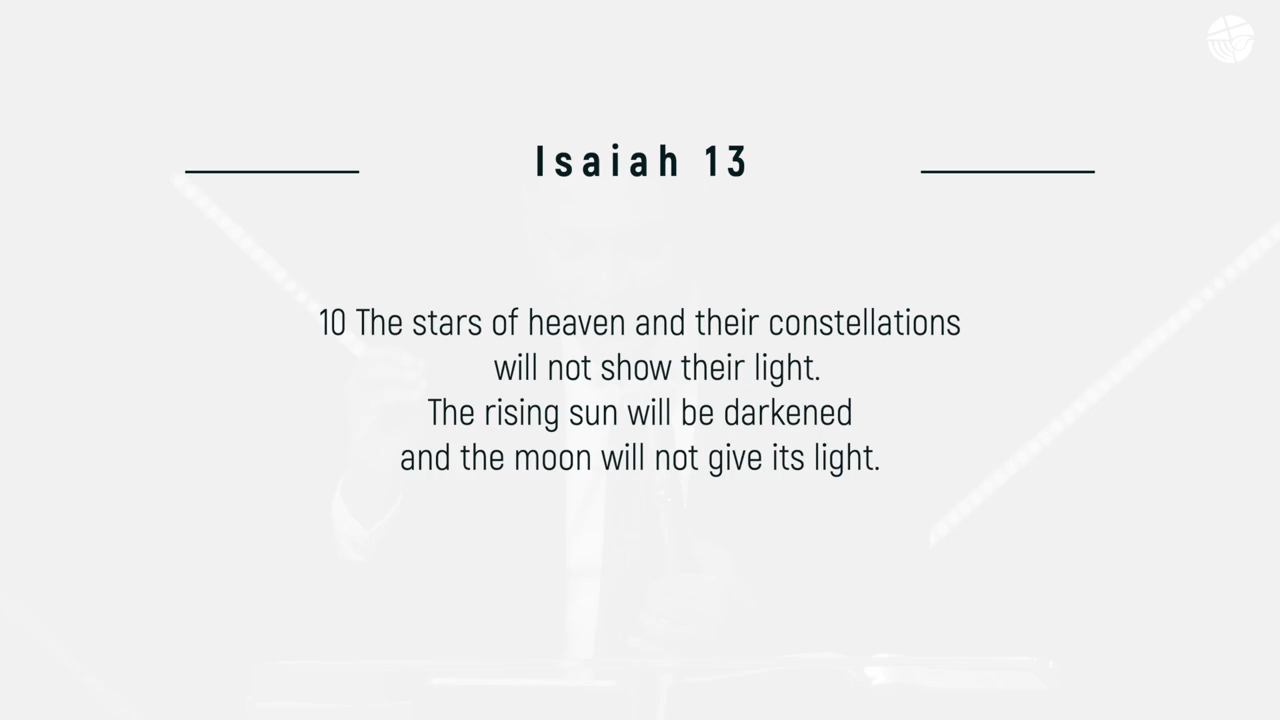 Isaiah 13
10 The stars of heaven and their constellations
will not show their light.
The rising sun will be darkened
and the moon will not give its light.